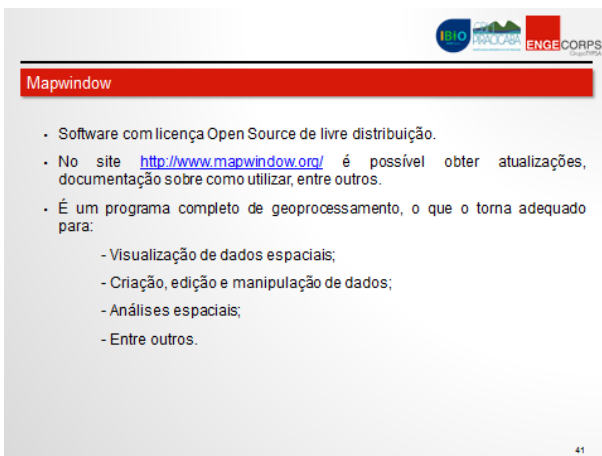 IBIO
PIRACICABA
ENGECORPS
Mapwindow
• Software com licença Open Source de livre distribuição.
• No site http://www.mapwindow.org/ é possível obter atualizações,
documentação sobre como utilizar, entre outros.
• É um programa completo de geoprocessamento, o que o torna adequado
para:
- Visualização de dados espaciais;
- Criação, edição e manipulação de dados;
- Análises espaciais;
- Entre outros.
41